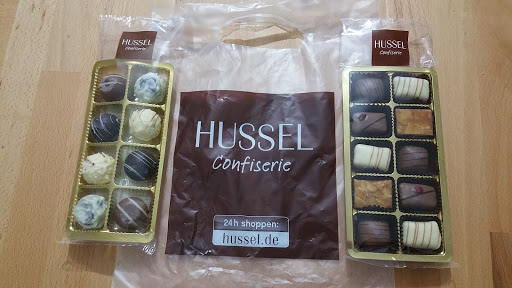 HUSSEL
Confiserie
HUSSEL
Confiserie
24h shoppen:
hussel.de
HUSSEL
Confiserie